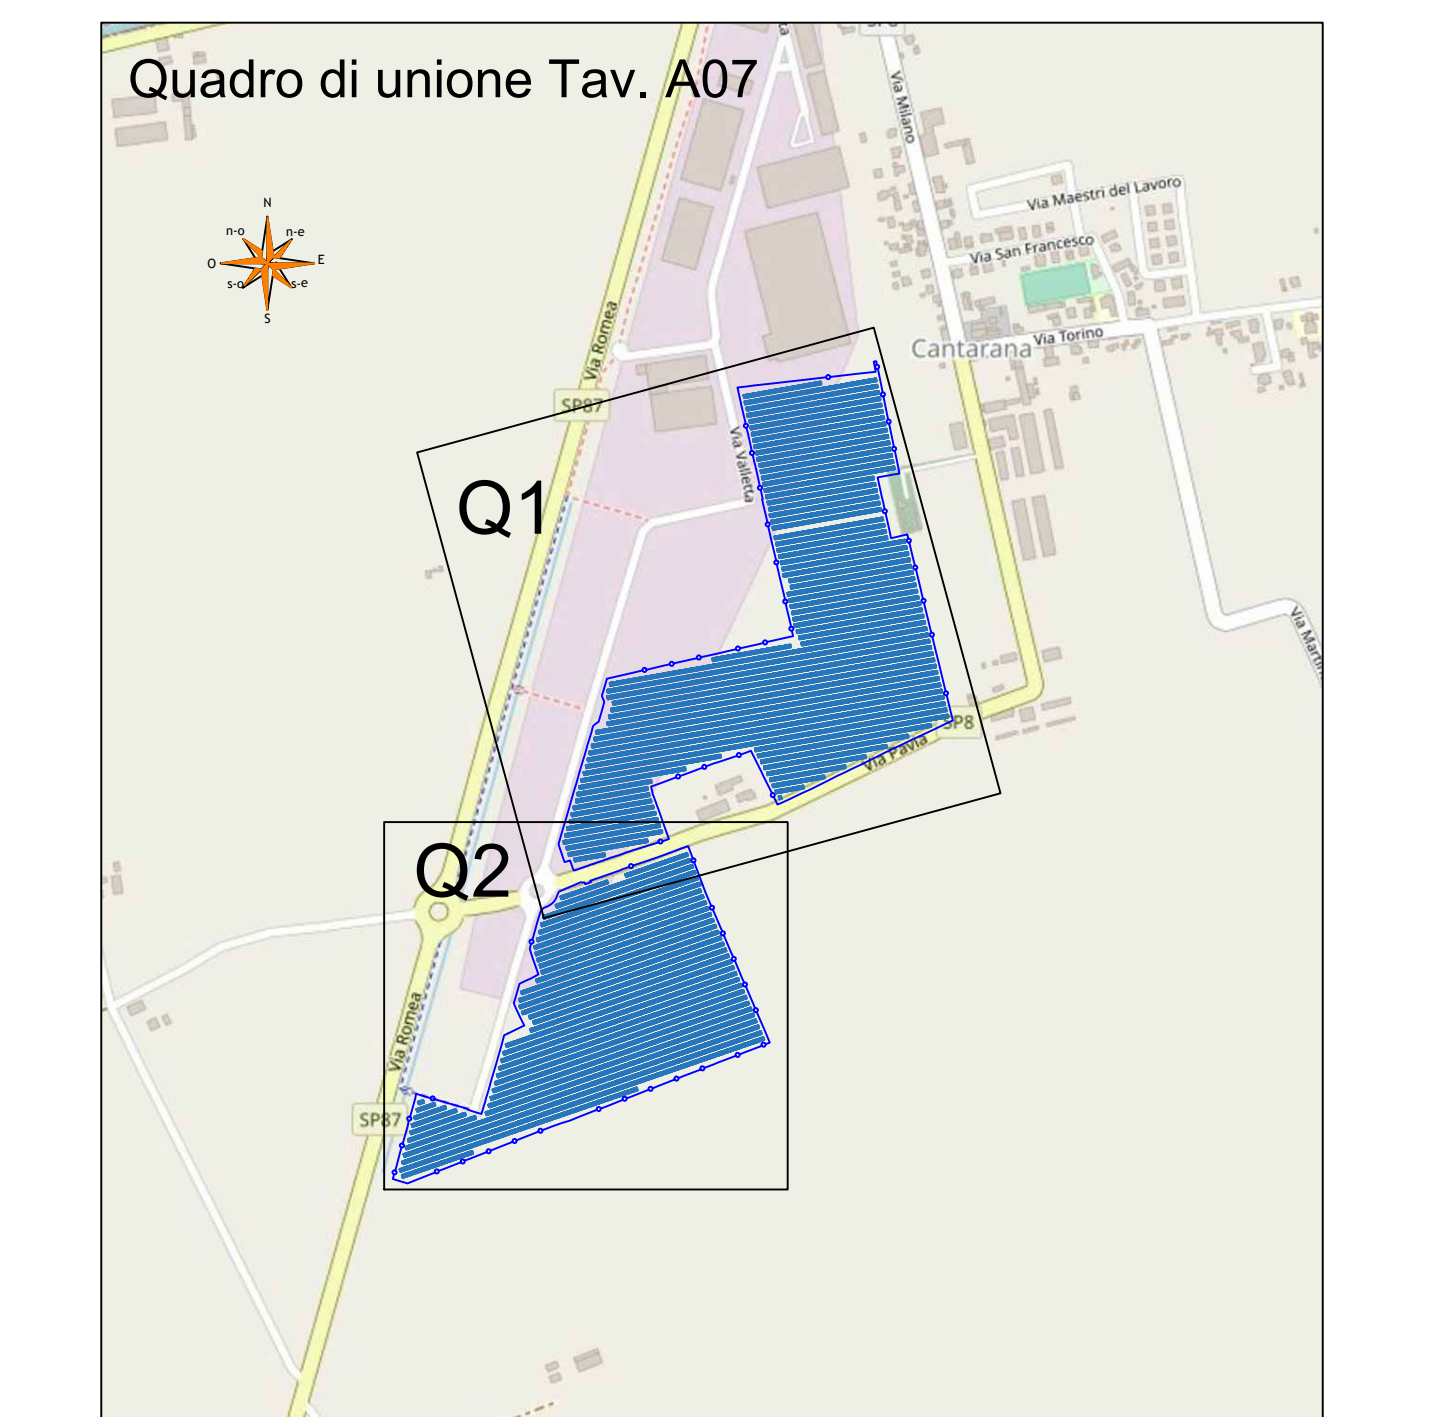 Quadro di unione Tav. A07
Via Milano
Via Maestri del Lavoro
N
n-o
n-e
O
E
s-o
s-e
S
Via San Francesco
Via Romea
Via Torino
Cantarana
SP87
Via Valletta
Q1
SP8
Via Pavia
Q2
Via Romea
SP87